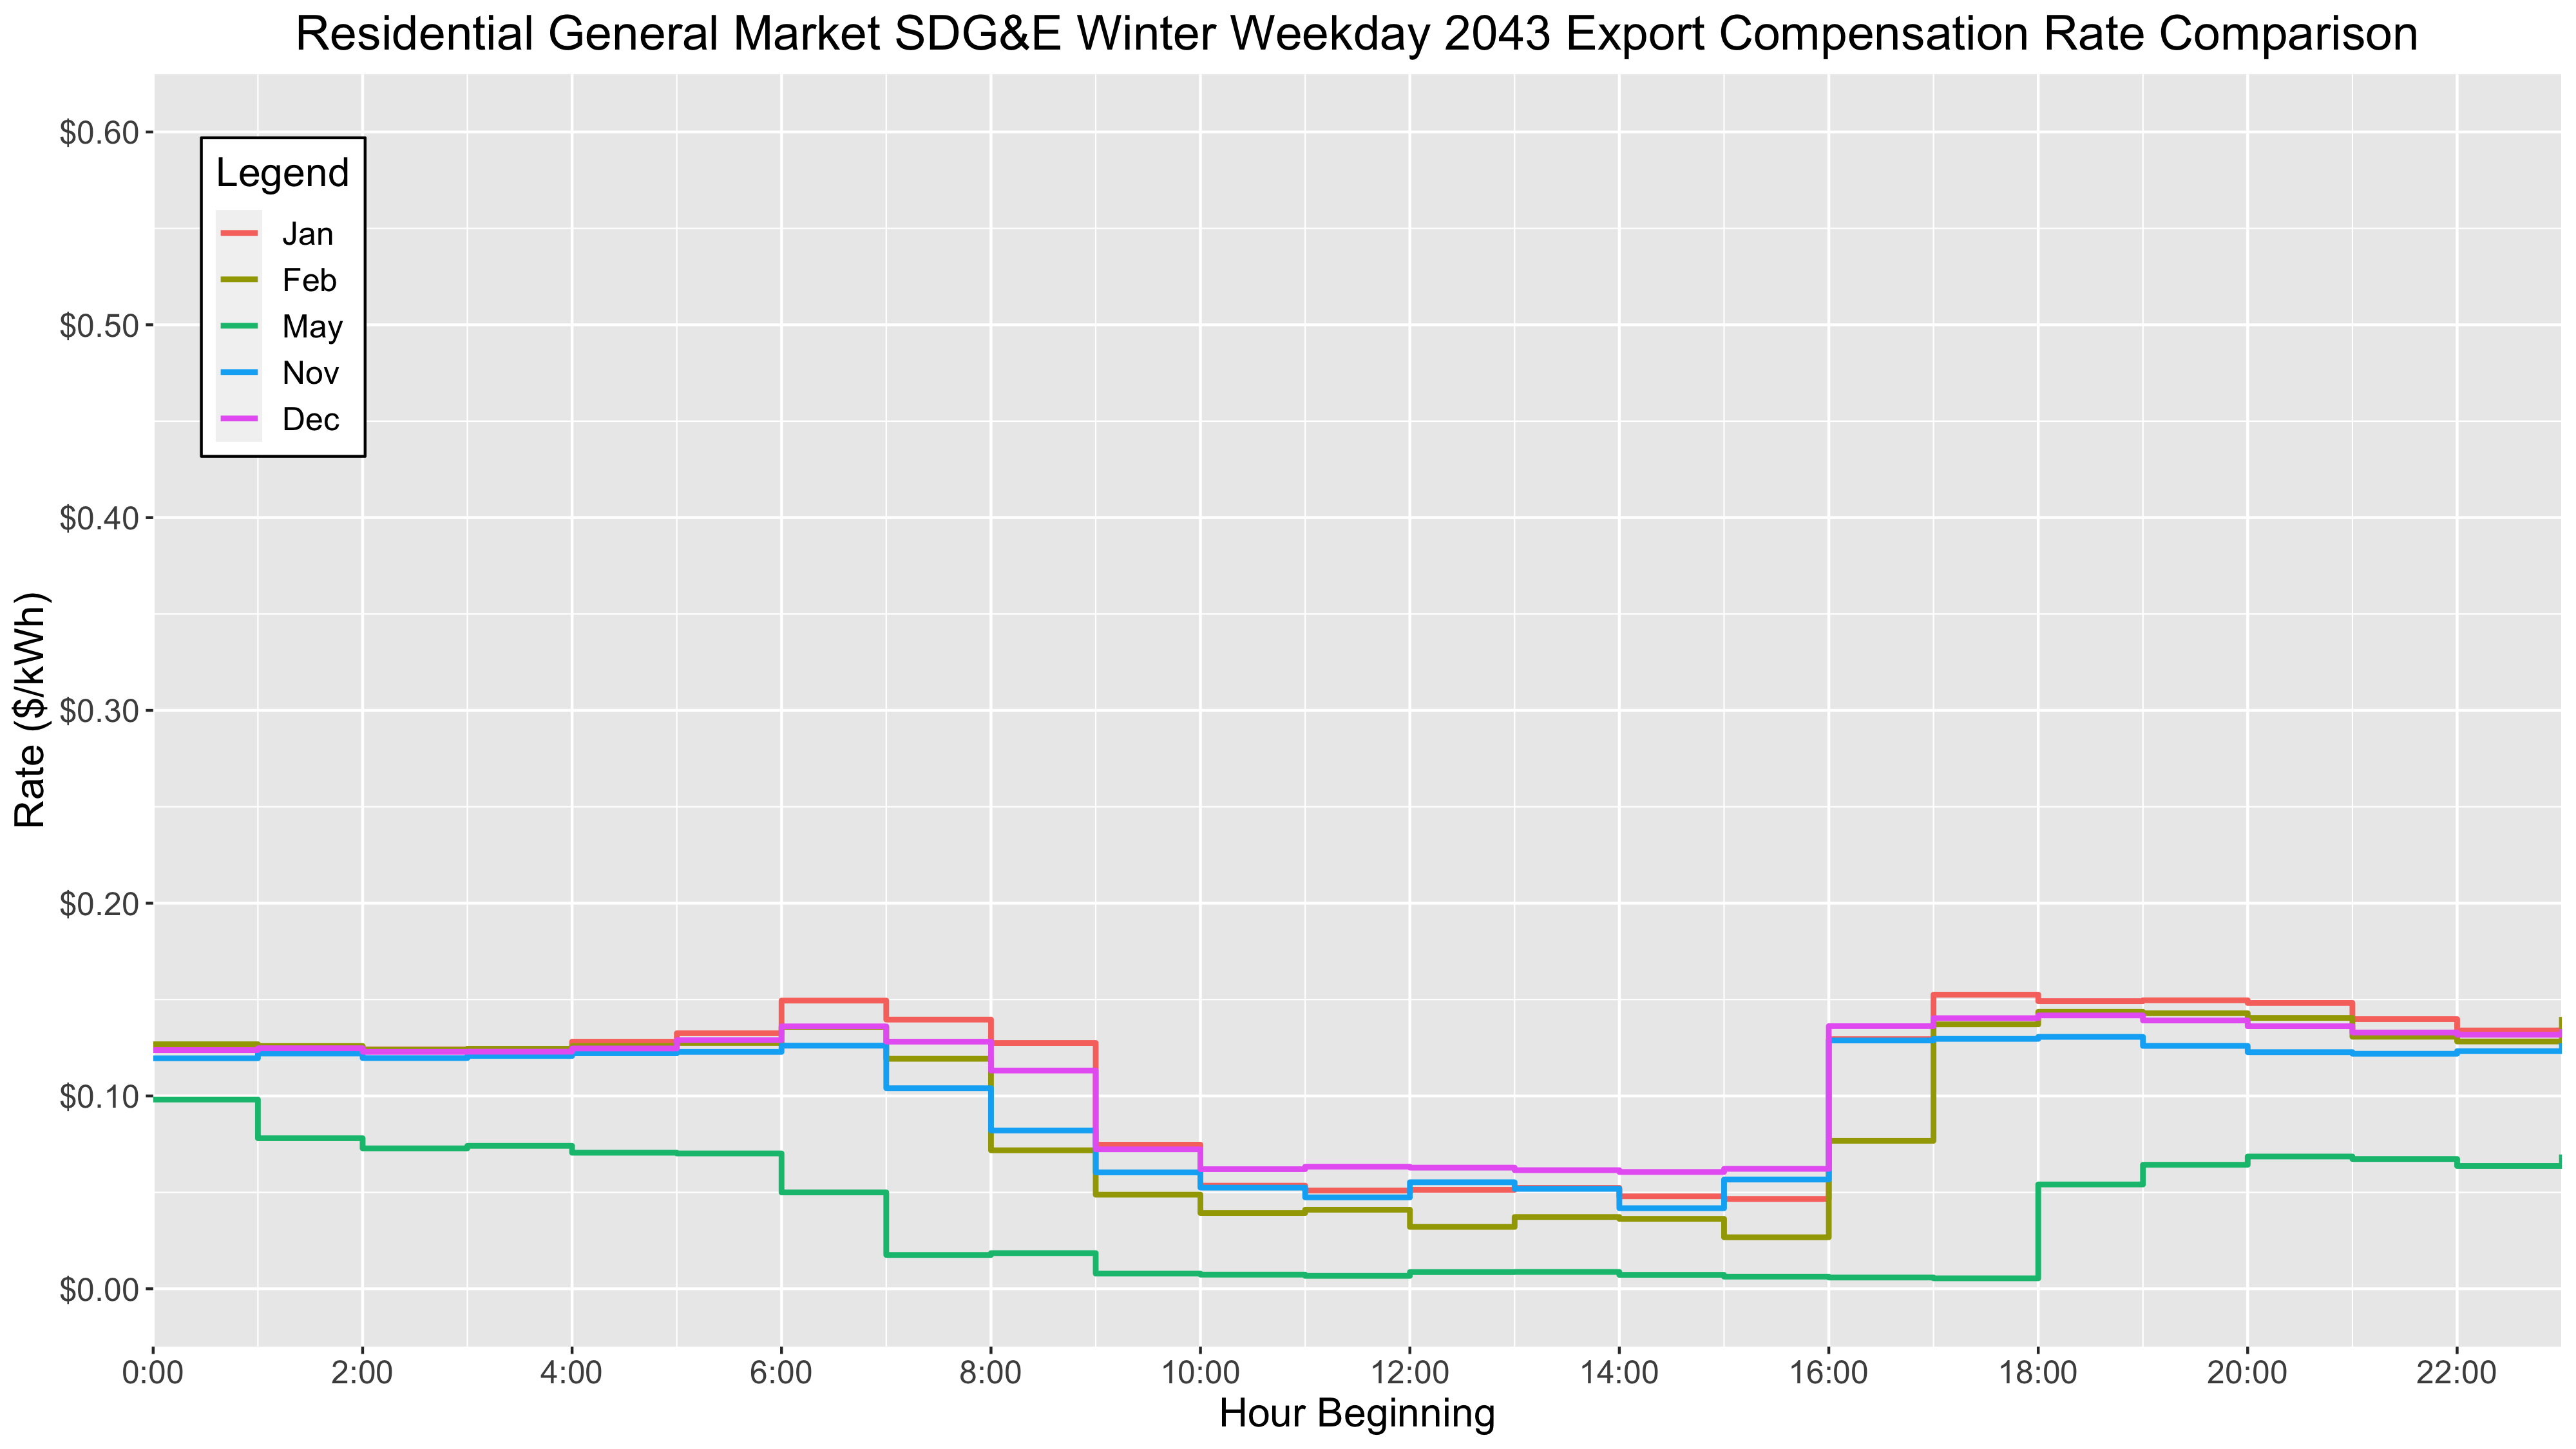 Residential General Market SDG&E Winter Weekday 2043 Export Compensation Rate Comparison
Legend
Jan
Feb
May
Nov
Dec
Rate ($/kWh)
$0.60
$0.50
$0.40
$0.30
$0.20
$0.10
$0.00
0:00 2:00 4:00 6:00 8:00 10:00 12:00 14:00 16:00 18:00 20:00 22:00
Hour Beginning